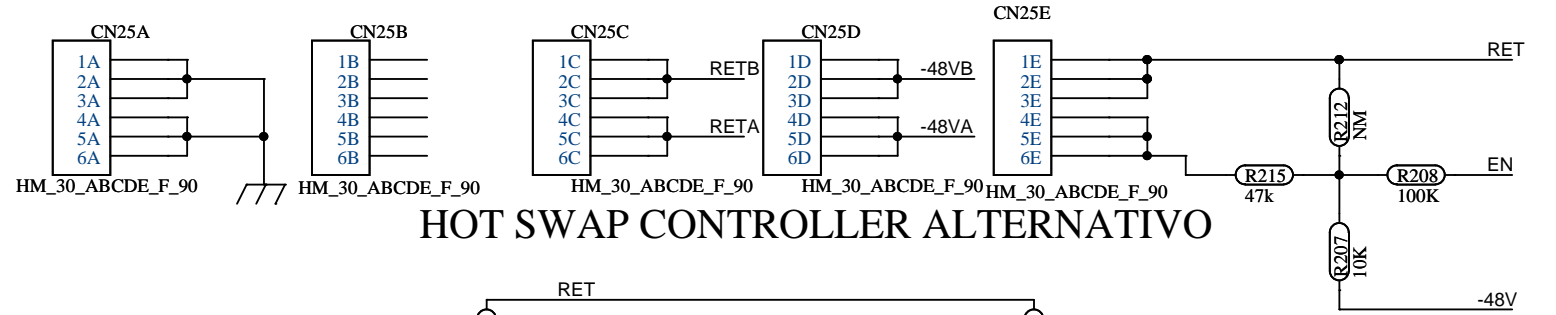 CN25A
1A
2A
3A
4A
5A
6A
HM_30_ABCDE_F_90
CN25B
1B
2B
3B
4B
5B
6B
HM_30_ABCDE_F_90
CN25C
1C
2C
3C
4C
5C
6C
HM_30_ABCDE_F_90
RETB
RETA
CN25D
1D
2D
3D
4D
5D
6D
HM_30_ABCDE_F_90
-48VB
-48VA
CN25E
1E
2E
3E
4E
5E
6E
HM_30_ABCDE_F_90
RET
R212
NM
R215
47k
R208
100K
EN
R207
10K
-48V
HOT SWAP CONTROLLER ALTERNATIVO
RET